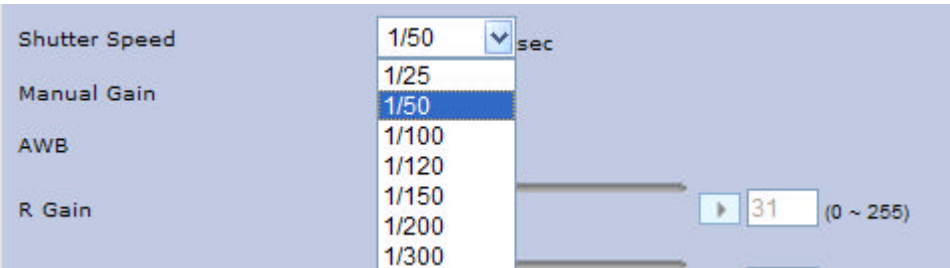 Shutter Speed 1/50 sec
1/25
Manual Gain
1/50
1/100
AWB
1/120
1/150
R Gain 31 (0 ~ 255)
1/200
1/300